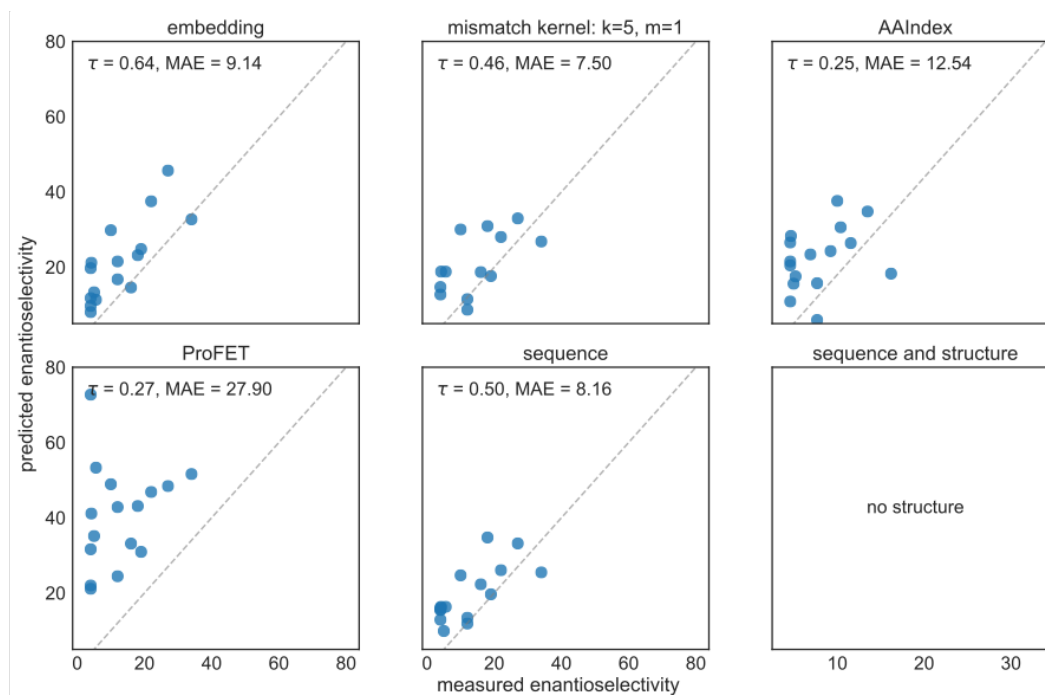 embedding
mismatch kernel: k=5, m=1
AAIndex
80
τ = 0.64, MAE = 9.14
τ = 0.46, MAE = 7.50
τ = 0.25, MAE = 12.54
60
40
20
ProFET
sequence
sequence and structure
80
τ = 0.27, MAE = 27.90
τ = 0.50, MAE = 8.16
60
no structure
40
20
0 20 40 60 80
0 20 40 60 80
10 20 30
predicted enantioselectivity
measured enantioselectivity